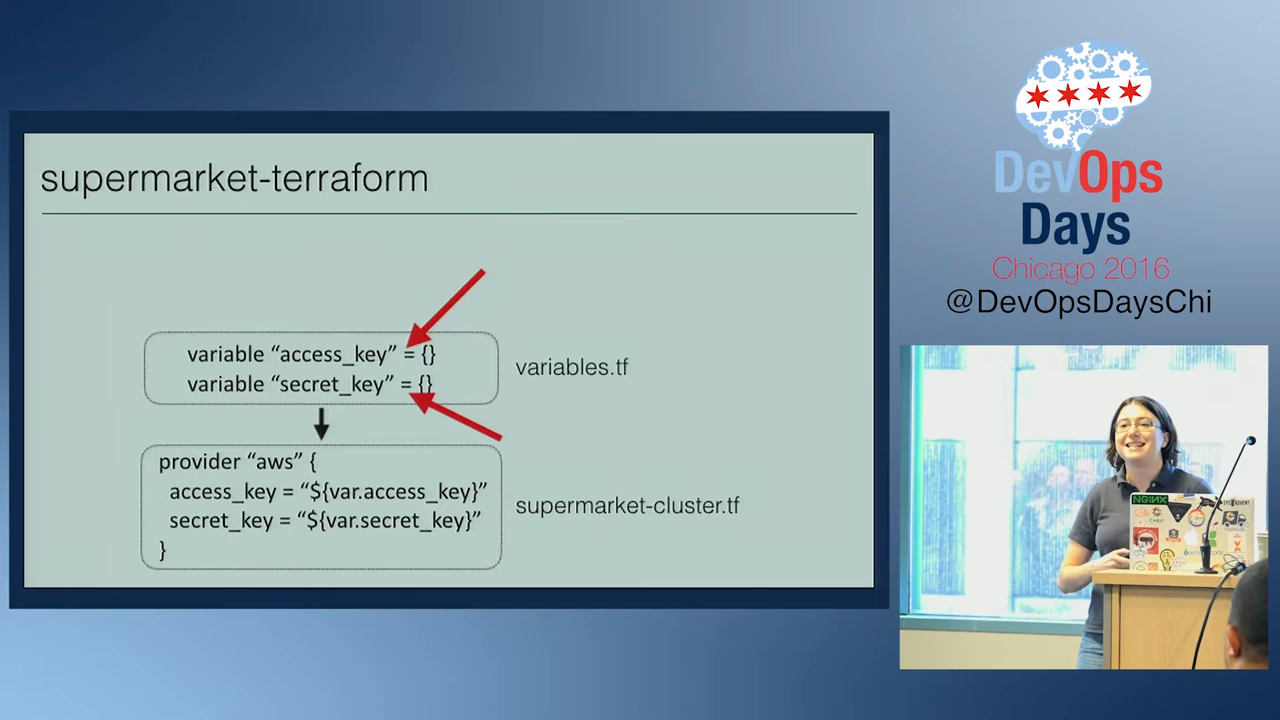 supermarket-terraform
variable “access_key” = {}
variable “secret_key” = {}
variables.tf
provider “aws” {
access_key = “${var.access_key}”
secret_key = “${var.secret_key}”
}
supermarket-cluster.tf
DevOps
Days
Chicago 2016
@DevOpsDaysChi
NGINX
CHEF